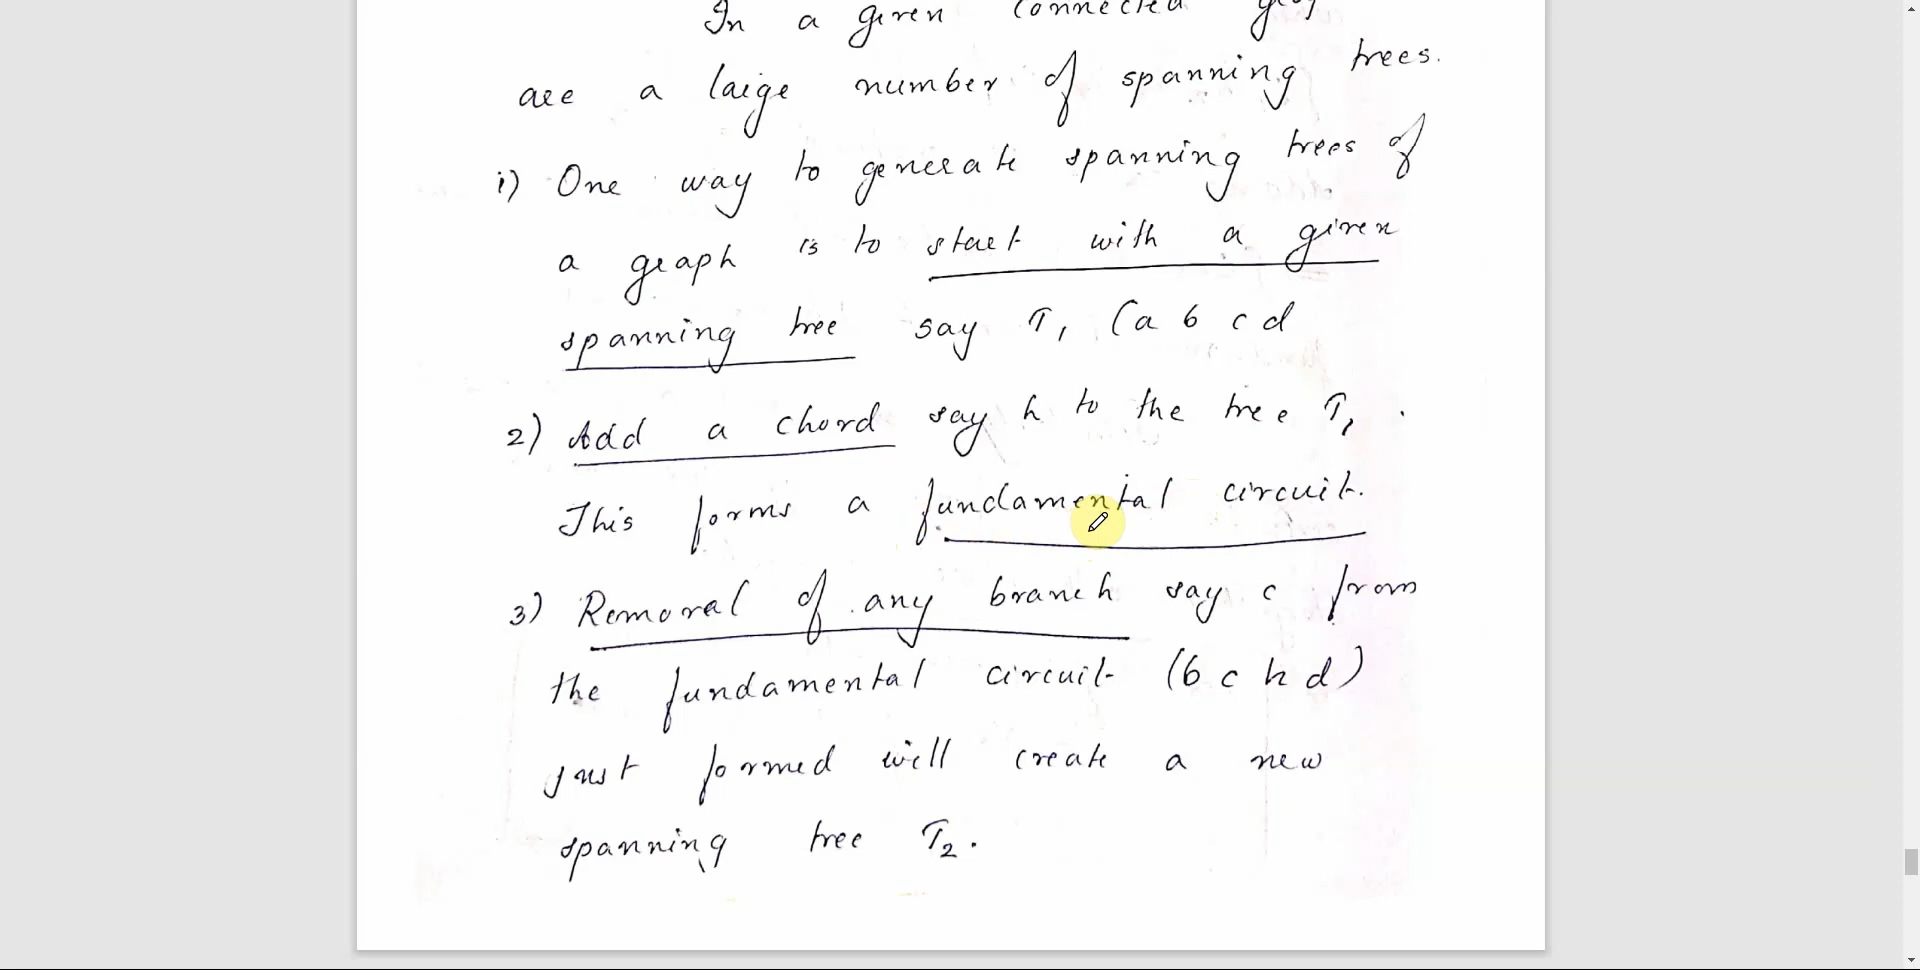 In a given connected
are a large number of spanning trees.
i) One way to generate spanning trees of
a graph is to start with a given
spanning tree say T1 (a b c d
2) Add a chord say h to the tree T1.
This forms a fundamental circuit.
3) Removal of any branch say c from
the fundamental circuit (b c h d)
just formed will create a new
spanning tree T2.